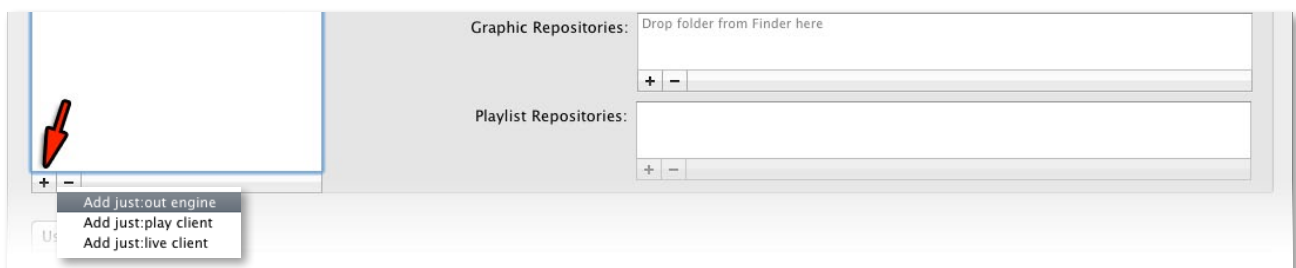 Graphic Repositories:
Drop folder from Finder here
+ −
Playlist Repositories:
+ −
+ −
Add just:out engine
Add just:play client
Add just:live client
Us